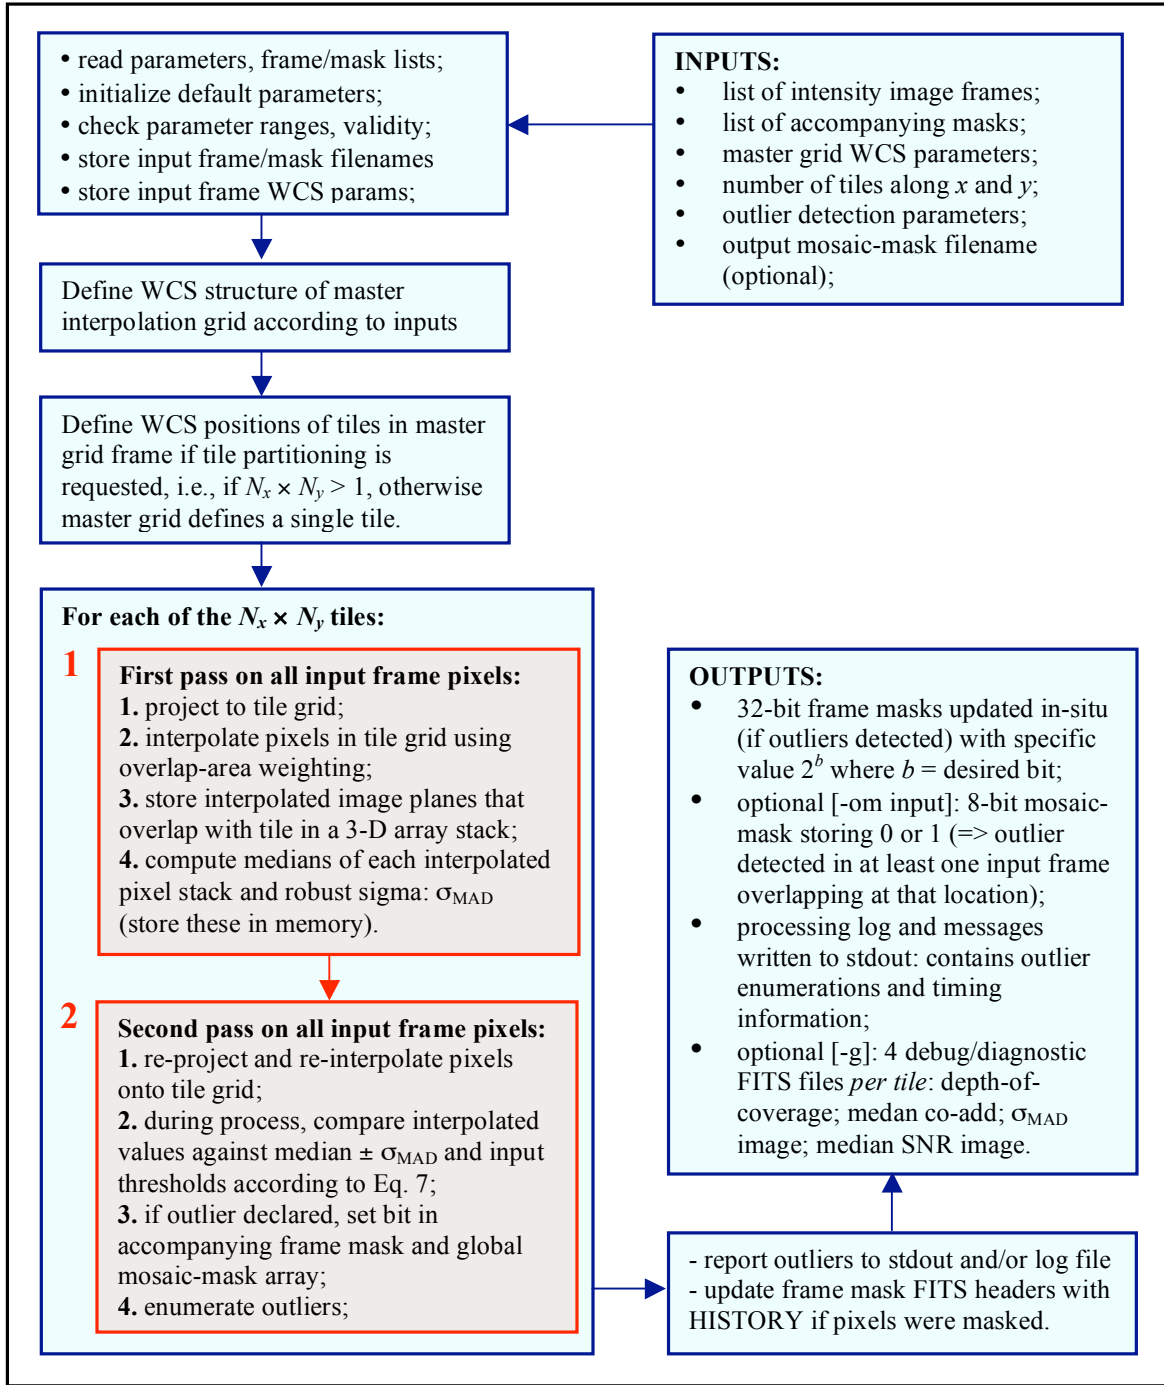 • read parameters, frame/mask lists;
• initialize default parameters;
• check parameter ranges, validity;
• store input frame/mask filenames
• store input frame WCS params;
INPUTS:
• list of intensity image frames;
• list of accompanying masks;
• master grid WCS parameters;
• number of tiles along x and y;
• outlier detection parameters;
• output mosaic-mask filename
(optional);
Define WCS structure of master
interpolation grid according to inputs
Define WCS positions of tiles in master
grid frame if tile partitioning is
requested, i.e., if Nx × Ny > 1, otherwise
master grid defines a single tile.
For each of the Nx × Ny tiles:
1
First pass on all input frame pixels:
1. project to tile grid;
2. interpolate pixels in tile grid using
overlap-area weighting;
3. store interpolated image planes that
overlap with tile in a 3-D array stack;
4. compute medians of each interpolated
pixel stack and robust sigma: σMAD
(store these in memory).
2
Second pass on all input frame pixels:
1. re-project and re-interpolate pixels
onto tile grid;
2. during process, compare interpolated
values against median ± σMAD and input
thresholds according to Eq. 7;
3. if outlier declared, set bit in
accompanying frame mask and global
mosaic-mask array;
4. enumerate outliers;
OUTPUTS:
• 32-bit frame masks updated in-situ
(if outliers detected) with specific
value 2^b where b = desired bit;
• optional [-om input]: 8-bit mosaic-
mask storing 0 or 1 (=> outlier
detected in at least one input frame
overlapping at that location);
• processing log and messages
written to stdout: contains outlier
enumerations and timing
information;
• optional [-g]: 4 debug/diagnostic
FITS files per tile: depth-of-
coverage; medan co-add; σMAD
image; median SNR image.
- report outliers to stdout and/or log file
- update frame mask FITS headers with
HISTORY if pixels were masked.